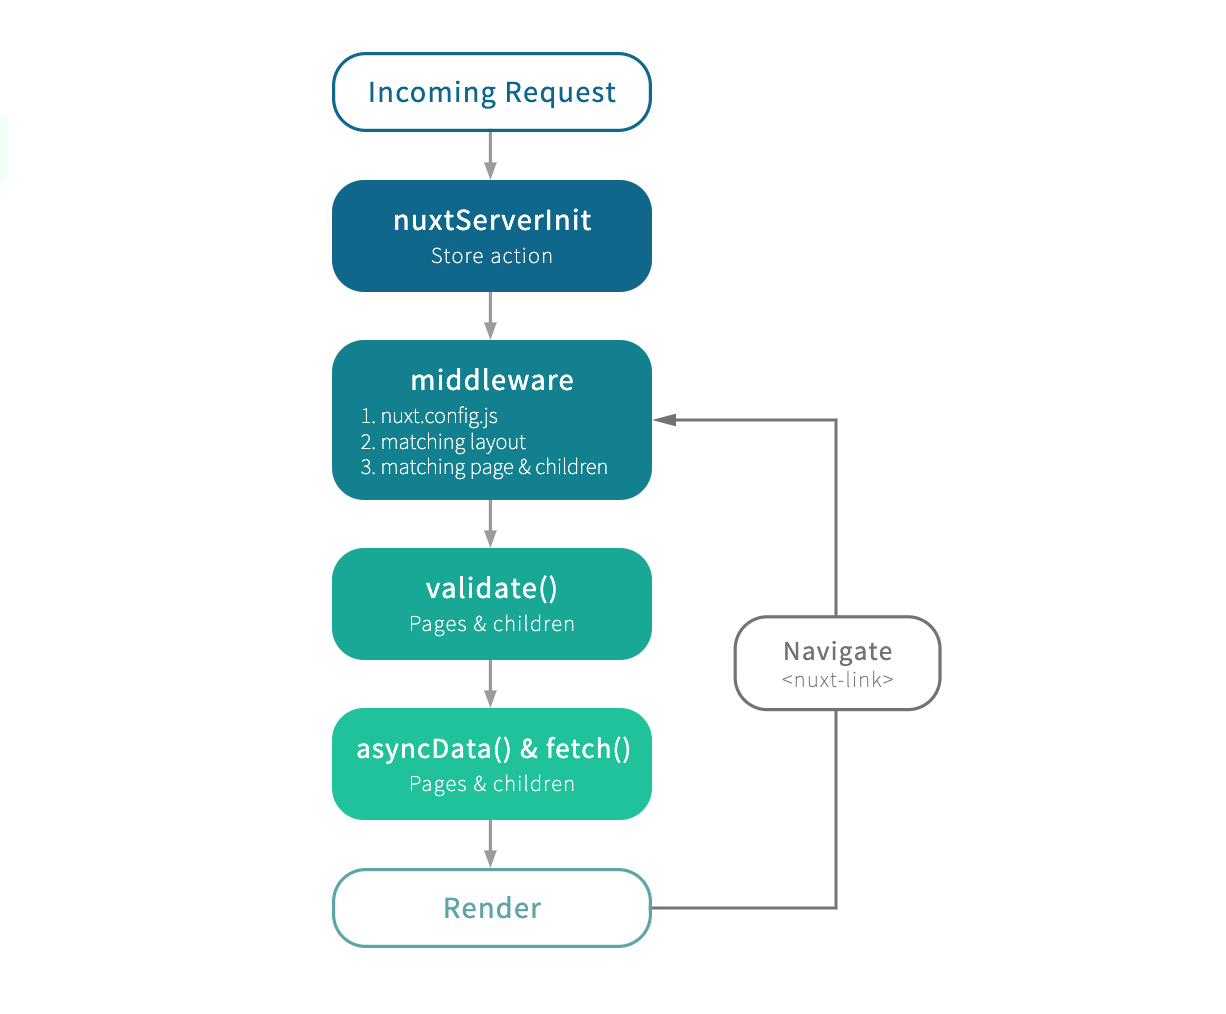 Incoming Request
nuxtServerInit
Store action
middleware
1. nuxt.config.js
2. matching layout
3. matching page & children
validate()
Pages & children
Navigate
<nuxt-link>
asyncData() & fetch()
Pages & children
Render